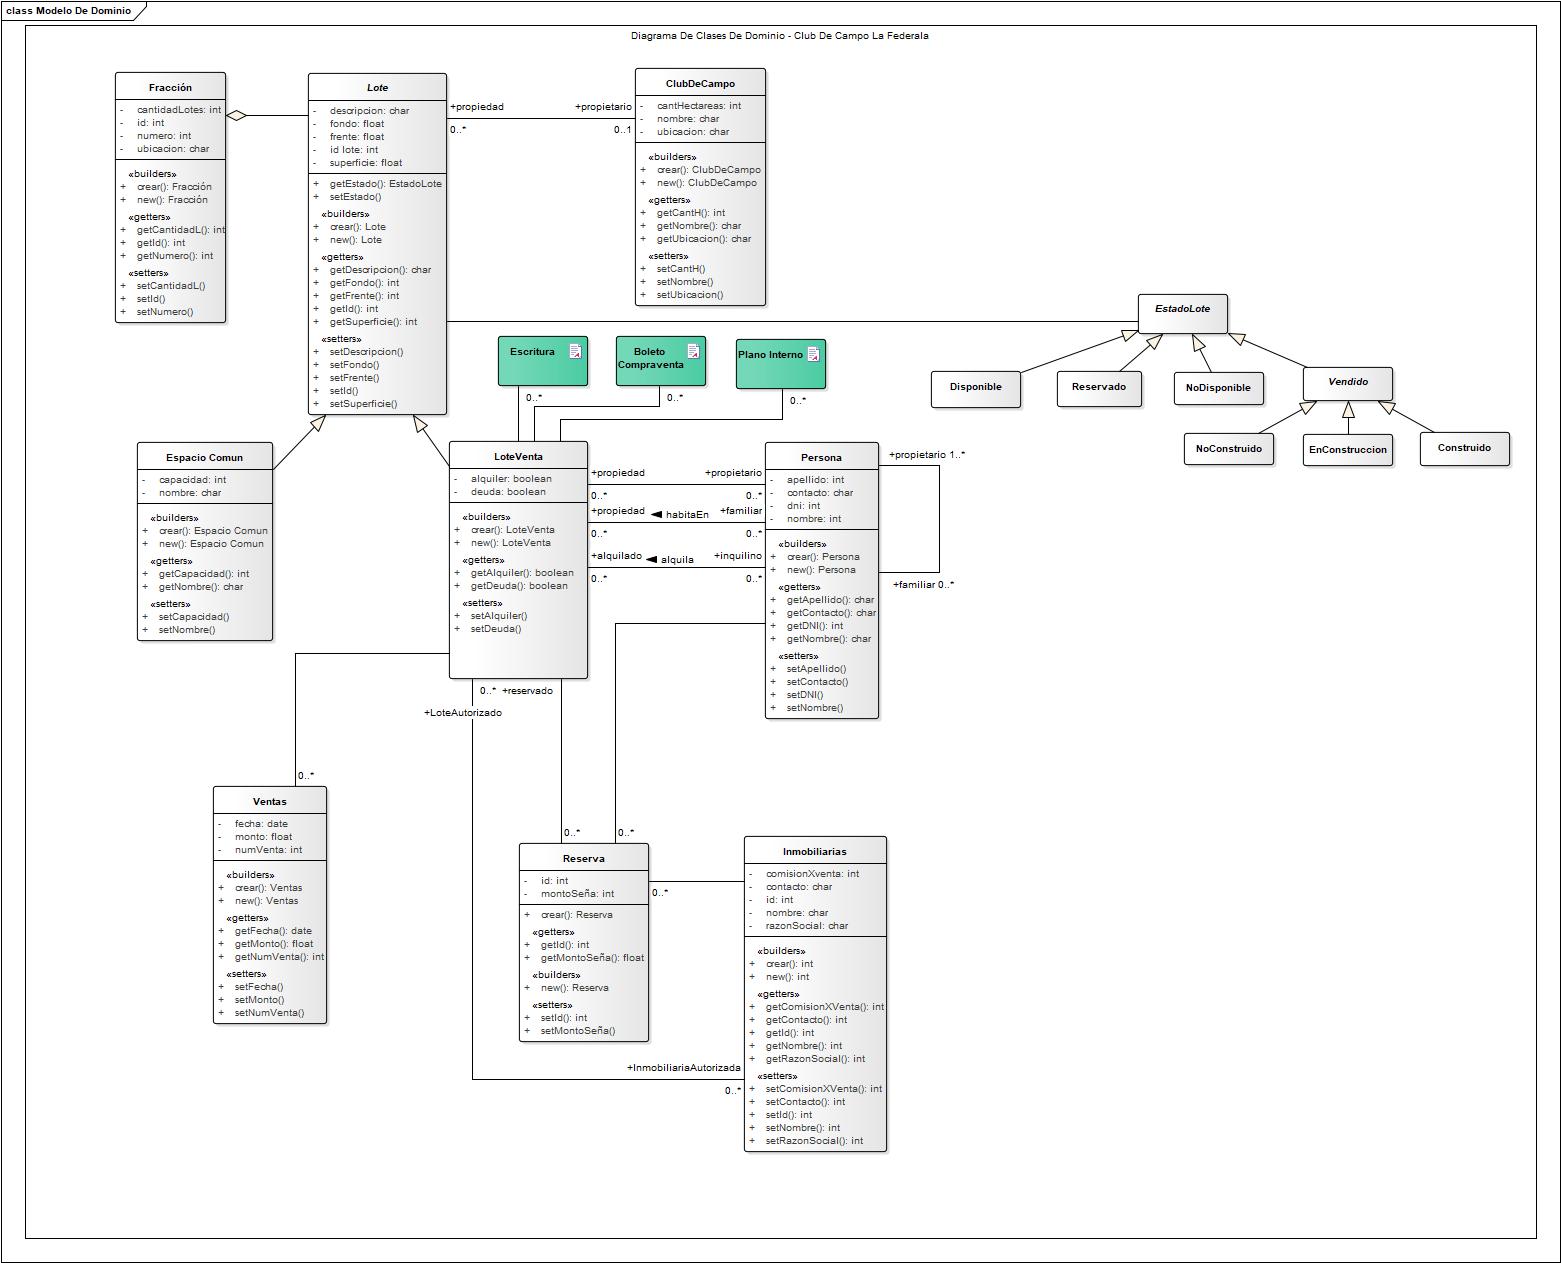 class Modelo De Dominio
Diagrama De Clases De Dominio - Club De Campo La Federala
Fracción
- cantidadLotes: int
- id: int
- numero: int
- ubicacion: char
«builders»
+ crear(): Fracción
+ new(): Fracción
«getters»
+ getCantidadL(): int
+ getId(): int
+ getNumero(): int
«setters»
+ setCantidadL()
+ setId()
+ setNumero()
Lote
- descripcion: char
- fondo: float
- frente: float
- id lote: int
- superficie: float
+ getEstado(): EstadoLote
+ setEstado()
«builders»
+ crear(): Lote
+ new(): Lote
«getters»
+ getDescripcion(): char
+ getFondo(): int
+ getFrente(): int
+ getId(): int
+ getSuperficie(): int
«setters»
+ setDescripcion()
+ setFondo()
+ setFrente()
+ setId()
+ setSuperficie()
+propiedad
0..*
+propietario
0..1
ClubDeCampo
- cantHectareas: int
- nombre: char
- ubicacion: char
«builders»
+ crear(): ClubDeCampo
+ new(): ClubDeCampo
«getters»
+ getCantH(): int
+ getNombre(): char
+ getUbicacion(): char
«setters»
+ setCantH()
+ setNombre()
+ setUbicacion()
EstadoLote
Disponible
Reservado
NoDisponible
Vendido
NoConstruido
EnConstruccion
Construido
Escritura
0..*
Boleto
Compraventa
0..*
Plano Interno
0..*
Espacio Comun
- capacidad: int
- nombre: char
«builders»
+ crear(): Espacio Comun
+ new(): Espacio Comun
«getters»
+ getCapacidad(): int
+ getNombre(): char
«setters»
+ setCapacidad()
+ setNombre()
LoteVenta
- alquiler: boolean
- deuda: boolean
«builders»
+ crear(): LoteVenta
+ new(): LoteVenta
«getters»
+ getAlquiler(): boolean
+ getDeuda(): boolean
«setters»
+ setAlquiler()
+ setDeuda()
+propiedad +propietario
0..* 0..*
+propiedad habitaEn +familiar
0..* 0..*
+alquilado alquila +inquilino
0..* 0..*
Persona
- apellido: int
- contacto: char
- dni: int
- nombre: int
«builders»
+ crear(): Persona
+ new(): Persona
«getters»
+ getApellido(): char
+ getContacto(): char
+ getDNI(): int
+ getNombre(): char
«setters»
+ setApellido()
+ setContacto()
+ setDNI()
+ setNombre()
+propietario 1..*
+familiar 0..*
0..* +reservado
+LoteAutorizado
0..*
Ventas
- fecha: date
- monto: float
- numVenta: int
«builders»
+ crear(): Ventas
+ new(): Ventas
«getters»
+ getFecha(): date
+ getMonto(): float
+ getNumVenta(): int
«setters»
+ setFecha()
+ setMonto()
+ setNumVenta()
0..* 0..*
Reserva
- id: int
- montoSeña: int
+ crear(): Reserva
«getters»
+ getId(): int
+ getMontoSeña(): float
«builders»
+ new(): Reserva
«setters»
+ setId(): int
+ setMontoSeña()
0..*
Inmobiliarias
- comisionXventa: int
- contacto: char
- id: int
- nombre: char
- razonSocial: char
«builders»
+ crear(): int
+ new(): int
«getters»
+ getComisionXVenta(): int
+ getContacto(): int
+ getId(): int
+ getNombre(): int
+ getRazonSocial(): int
«setters»
+ setComisionXVenta(): int
+ setContacto(): int
+ setId(): int
+ setNombre(): int
+ setRazonSocial(): int
+InmobiliariaAutorizada
0..*